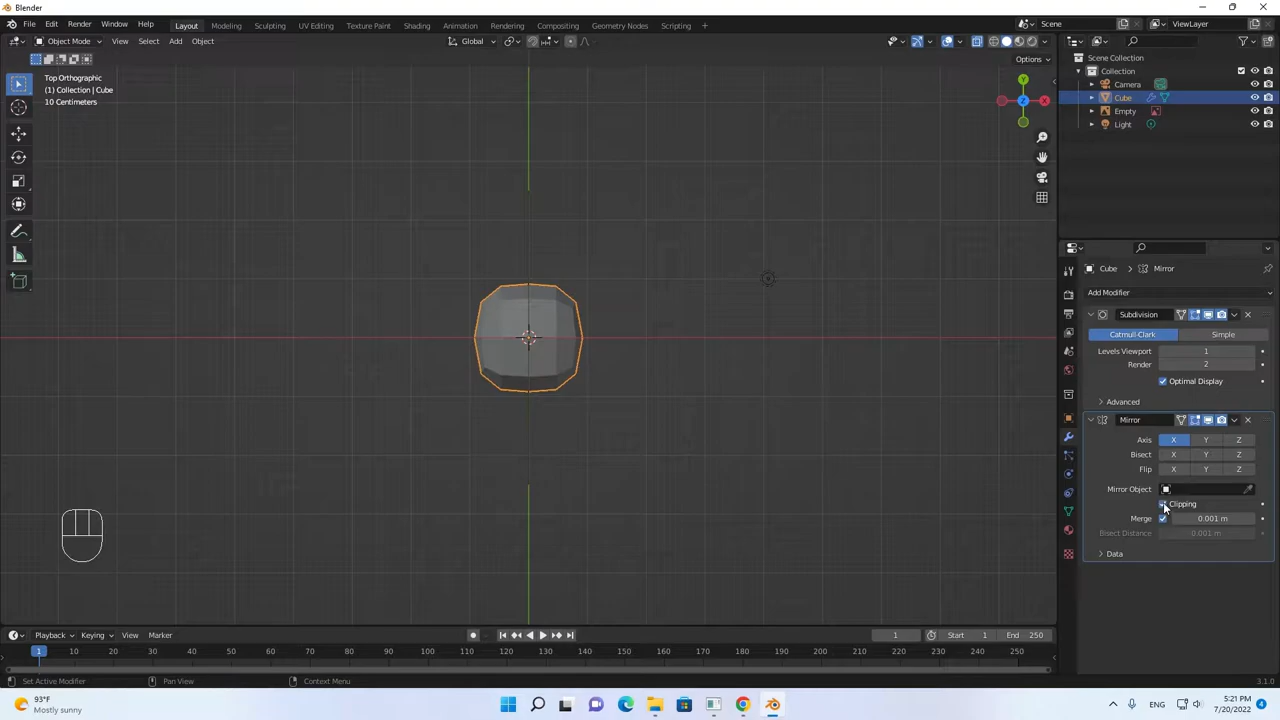 Blender
File Edit Render Window Help Layout Modeling Sculpting UV Editing Texture Paint Shading Animation Rendering Compositing Geometry Nodes Scripting + Scene ViewLayer
Object Mode View Select Add Object Global
Options
Top Orthographic
(1) Collection | Cube
10 Centimeters
Y
X
Z
Scene Collection
Collection
Camera
Cube
Empty
Light
Cube > Mirror
Add Modifier
Subdivision
Catmull-Clark Simple
Levels Viewport 1
Render 2
Optimal Display
Advanced
Mirror
Axis X Y Z
Bisect X Y Z
Flip X Y Z
Mirror Object
Clipping
Merge 0.001 m
Bisect Distance 0.001 m
Data
Playback Keying View Marker 1 Start 1 End 250
1 10 20 30 40 50 60 70 80 90 100 110 120 130 140 150 160 170 180 190 200 210 220 230 240 250
Set Active Modifier Pan View Context Menu 3.1.0
93°F
Mostly sunny
ENG
5:21 PM
7/20/2022
4